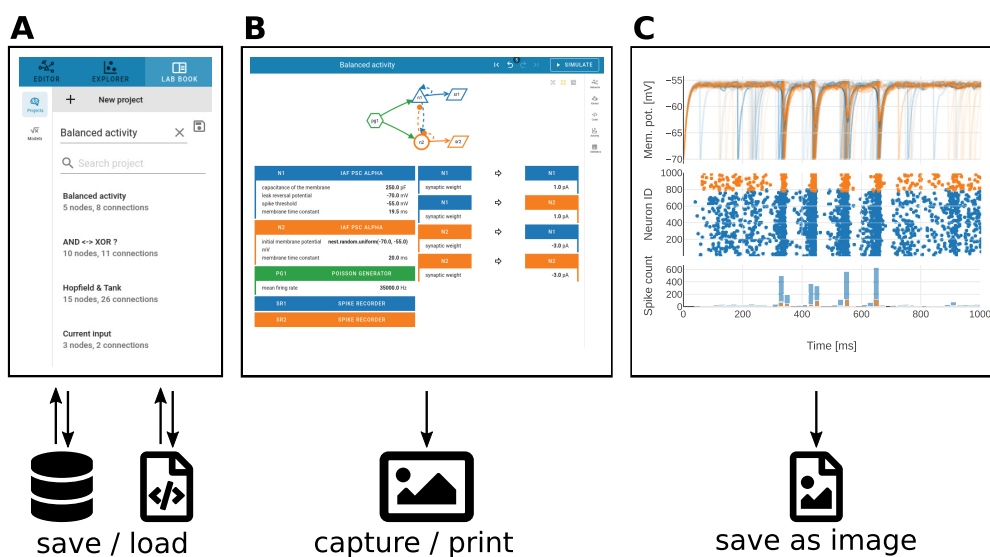 A
B
C
EDITOR
EXPLORER
LAB BOOK
Projects
Models
New project
Balanced activity
Search project
Balanced activity
5 nodes, 8 connections
AND <-> XOR ?
10 nodes, 11 connections
Hopfield & Tank
15 nodes, 26 connections
Current input
3 nodes, 2 connections
Balanced activity
SIMULATE
n1
sr1
pg1
n2
sr2
N1 IAF PSC ALPHA
capacitance of the membrane 250.0 pF
leak reversal potential -70.0 mV
spike threshold -55.0 mV
membrane time constant 19.5 ms
N2 IAF PSC ALPHA
initial membrane potential nest.random.uniform(-70.0, -55.0)
mV
membrane time constant 20.0 ms
PG1 POISSON GENERATOR
mean firing rate 35000.0 Hz
SR1 SPIKE RECORDER
SR2 SPIKE RECORDER
N1 N1
synaptic weight 1.0 pA
N1 N2
synaptic weight 1.0 pA
N2 N1
synaptic weight -3.0 pA
N2 N2
synaptic weight -3.0 pA
Mem. pot. [mV]
−55
−60
−65
−70
Neuron ID
1000
800
600
400
200
Spike count
600
400
200
0
0 200 400 600 800 1000
Time [ms]
</>
save / load
capture / print
save as image